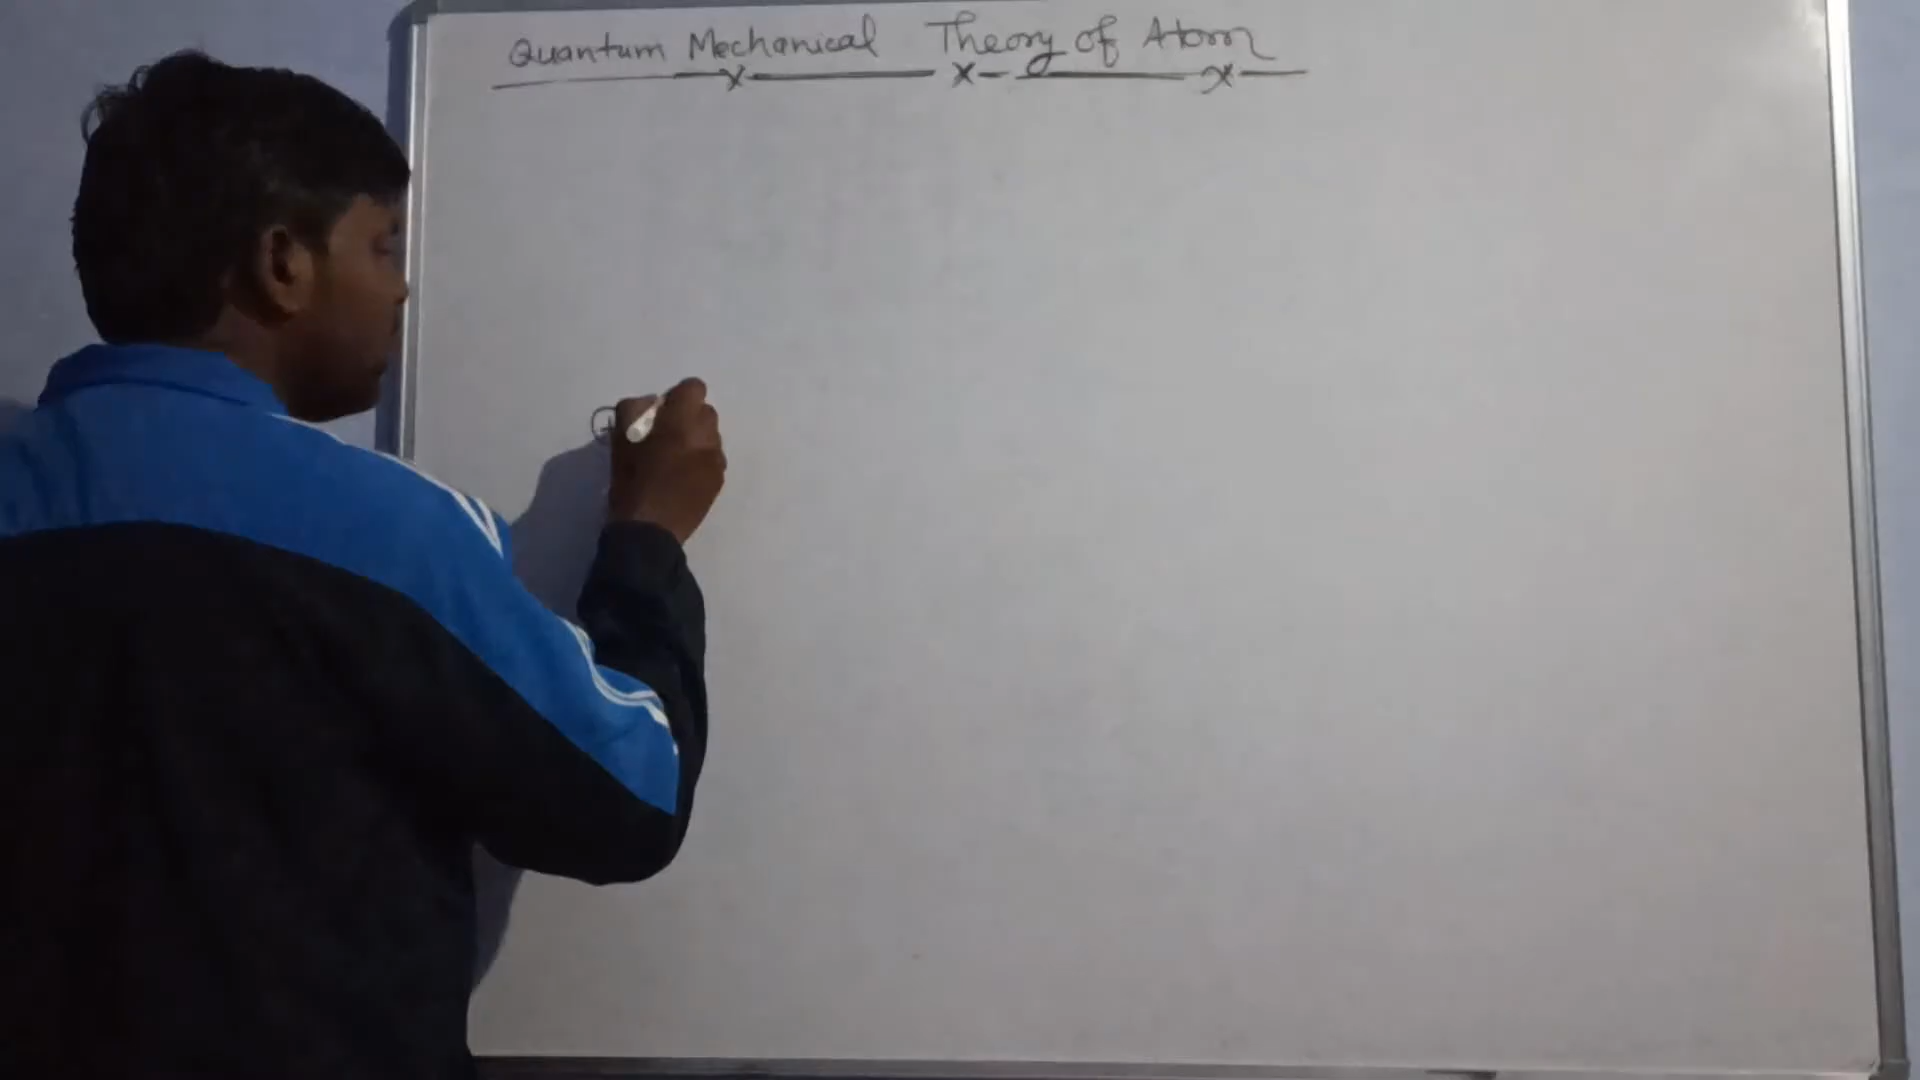 Quantum Mechanical Theory of Atom
x x x
+